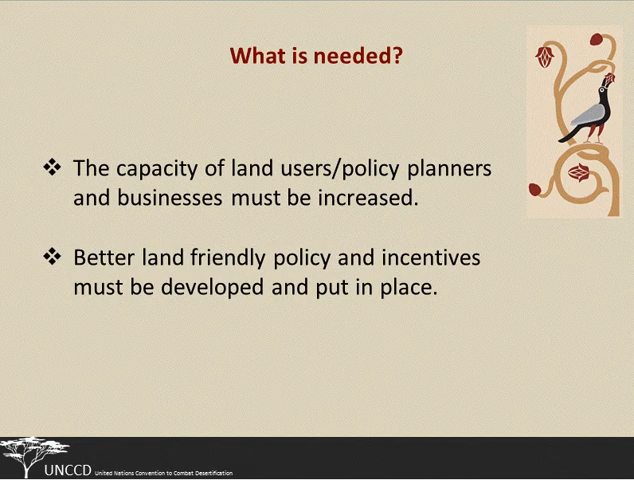 What is needed?
❖ The capacity of land users/policy planners
and businesses must be increased.
❖ Better land friendly policy and incentives
must be developed and put in place.
UNCCD United Nations Convention to Combat Desertification